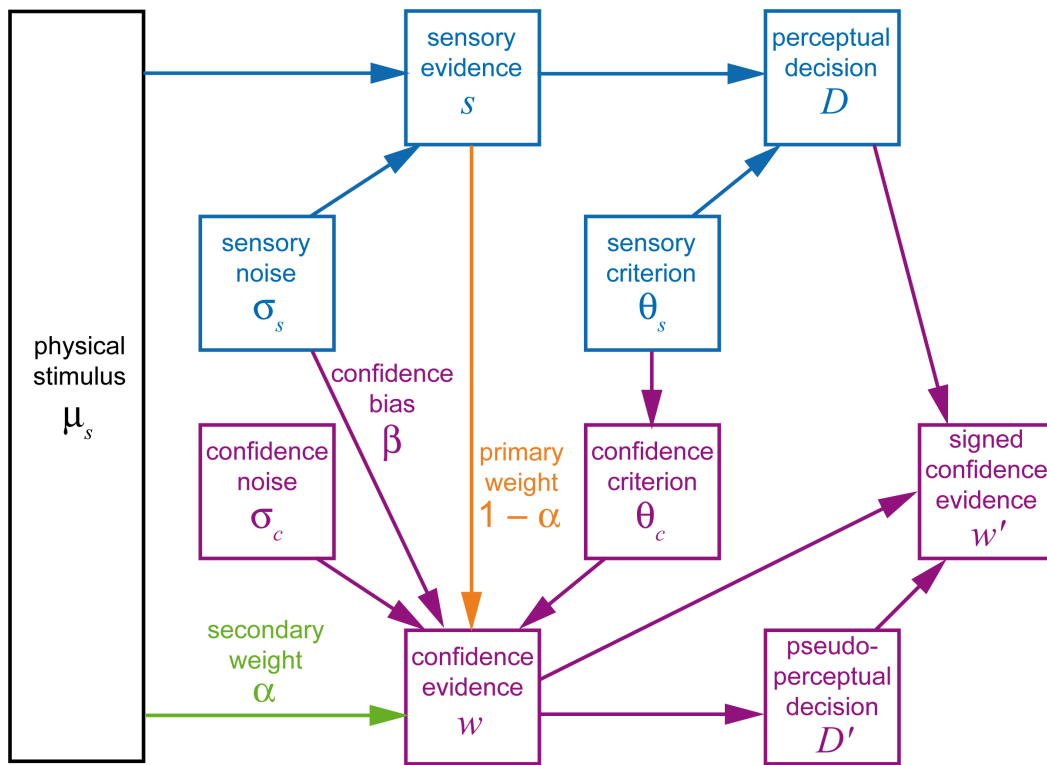 physical
stimulus
μs
sensory
evidence
s
perceptual
decision
D
sensory
noise
σs
sensory
criterion
θs
confidence
bias
β
confidence
noise
σc
primary
weight
1 – α
confidence
criterion
θc
signed
confidence
evidence
w′
secondary
weight
α
confidence
evidence
w
pseudo-
perceptual
decision
D′